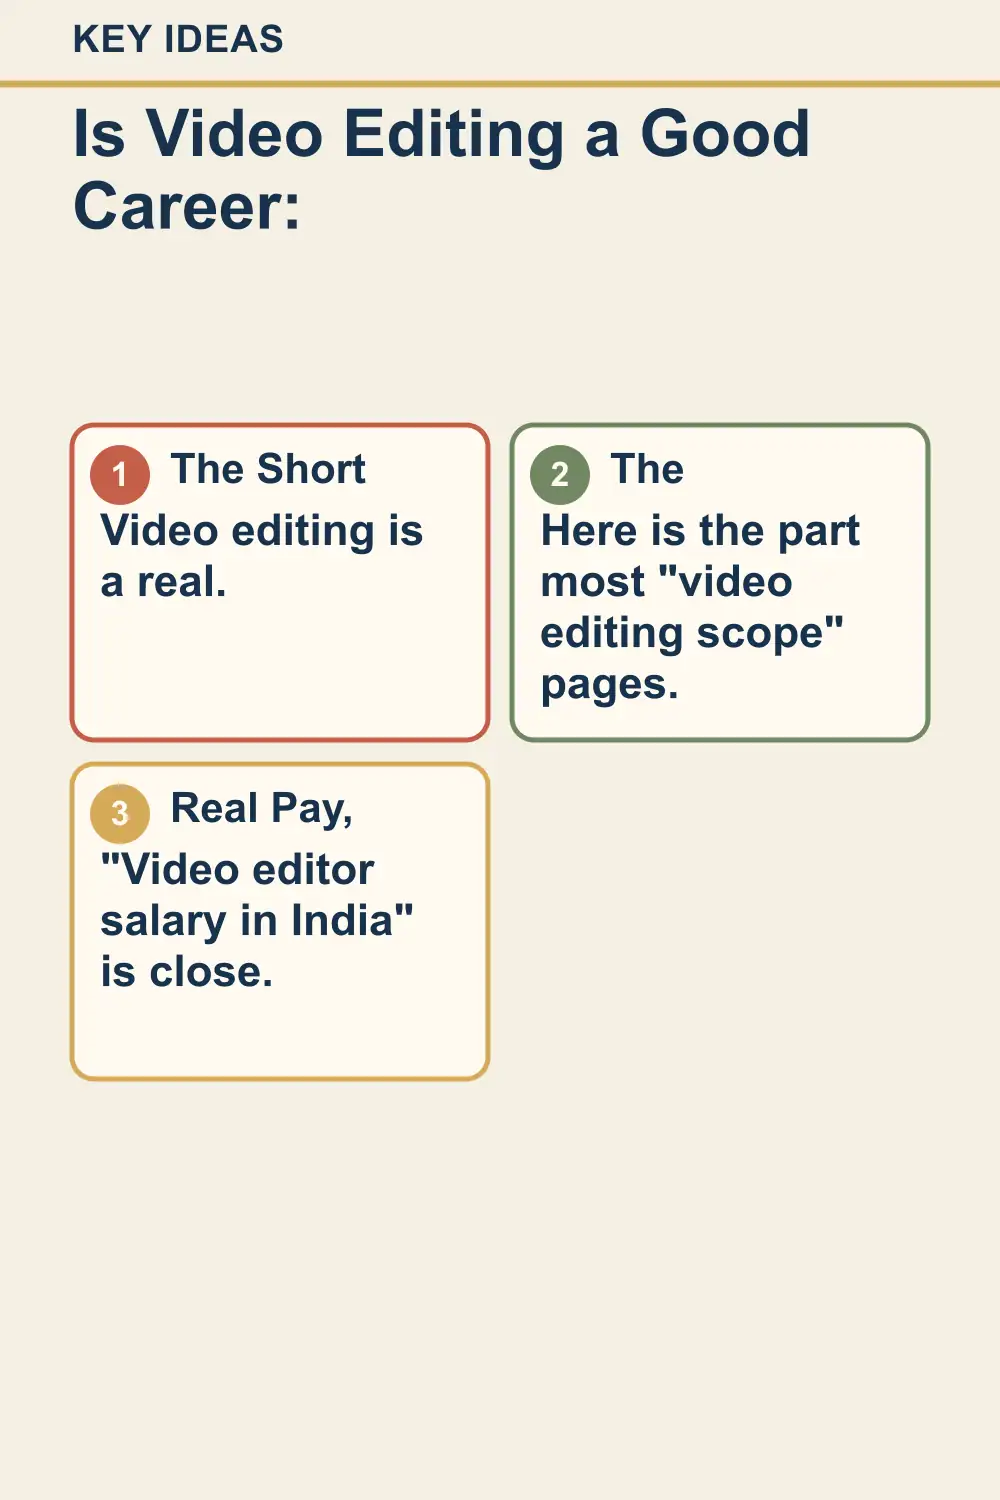 KEY IDEAS
Is Video Editing a Good
Career:
1 The Short
Video editing is
a real.
2 The
Here is the part
most "video
editing scope"
pages.
3 Real Pay,
"Video editor
salary in India"
is close.